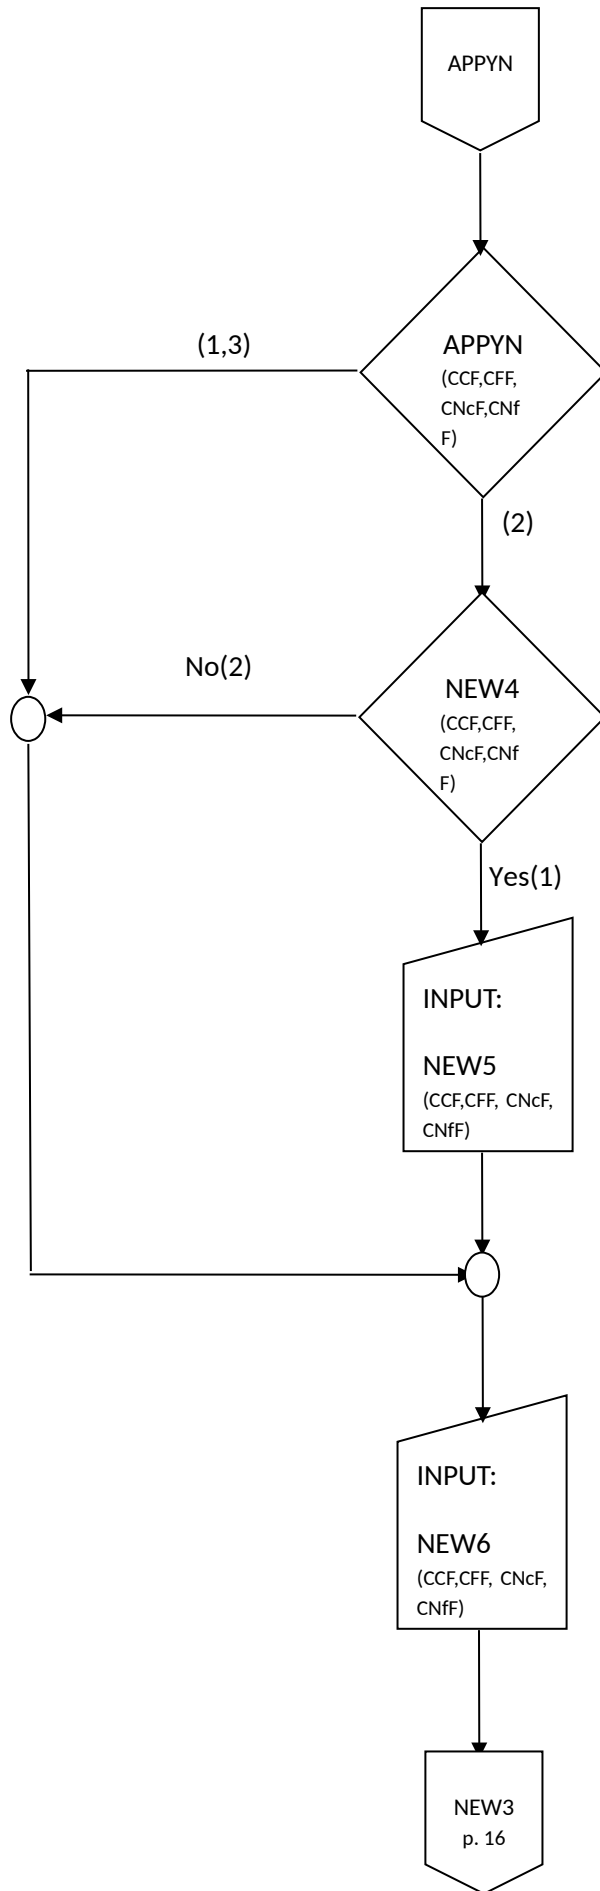 APPYN
(1,3)
APPYN
(CCF,CFF,
CNcF,CNf
F)
(2)
No(2)
NEW4
(CCF,CFF,
CNcF,CNf
F)
Yes(1)
INPUT:
NEW5
(CCF,CFF, CNcF,
CNfF)
INPUT:
NEW6
(CCF,CFF, CNcF,
CNfF)
NEW3
p. 16